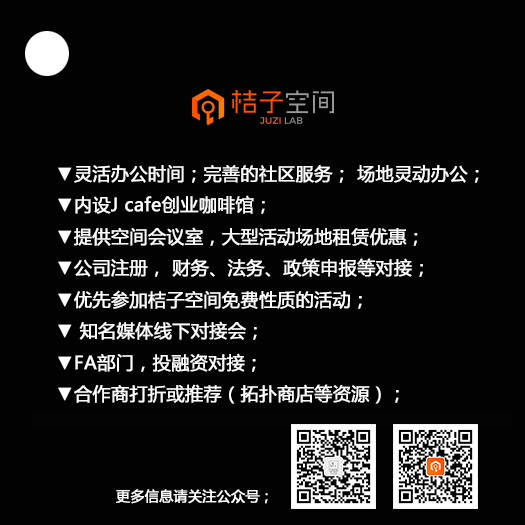 桔子空间
JUZI LAB
▼灵活办公时间；完善的社区服务； 场地灵动办公；
▼内设J cafe创业咖啡馆；
▼提供空间会议室，大型活动场地租赁优惠；
▼公司注册， 财务、法务、政策申报等对接；
▼优先参加桔子空间免费性质的活动；
▼ 知名媒体线下对接会；
▼FA部门，投融资对接；
▼合作商打折或推荐（拓扑商店等资源）；
更多信息请关注公众号；